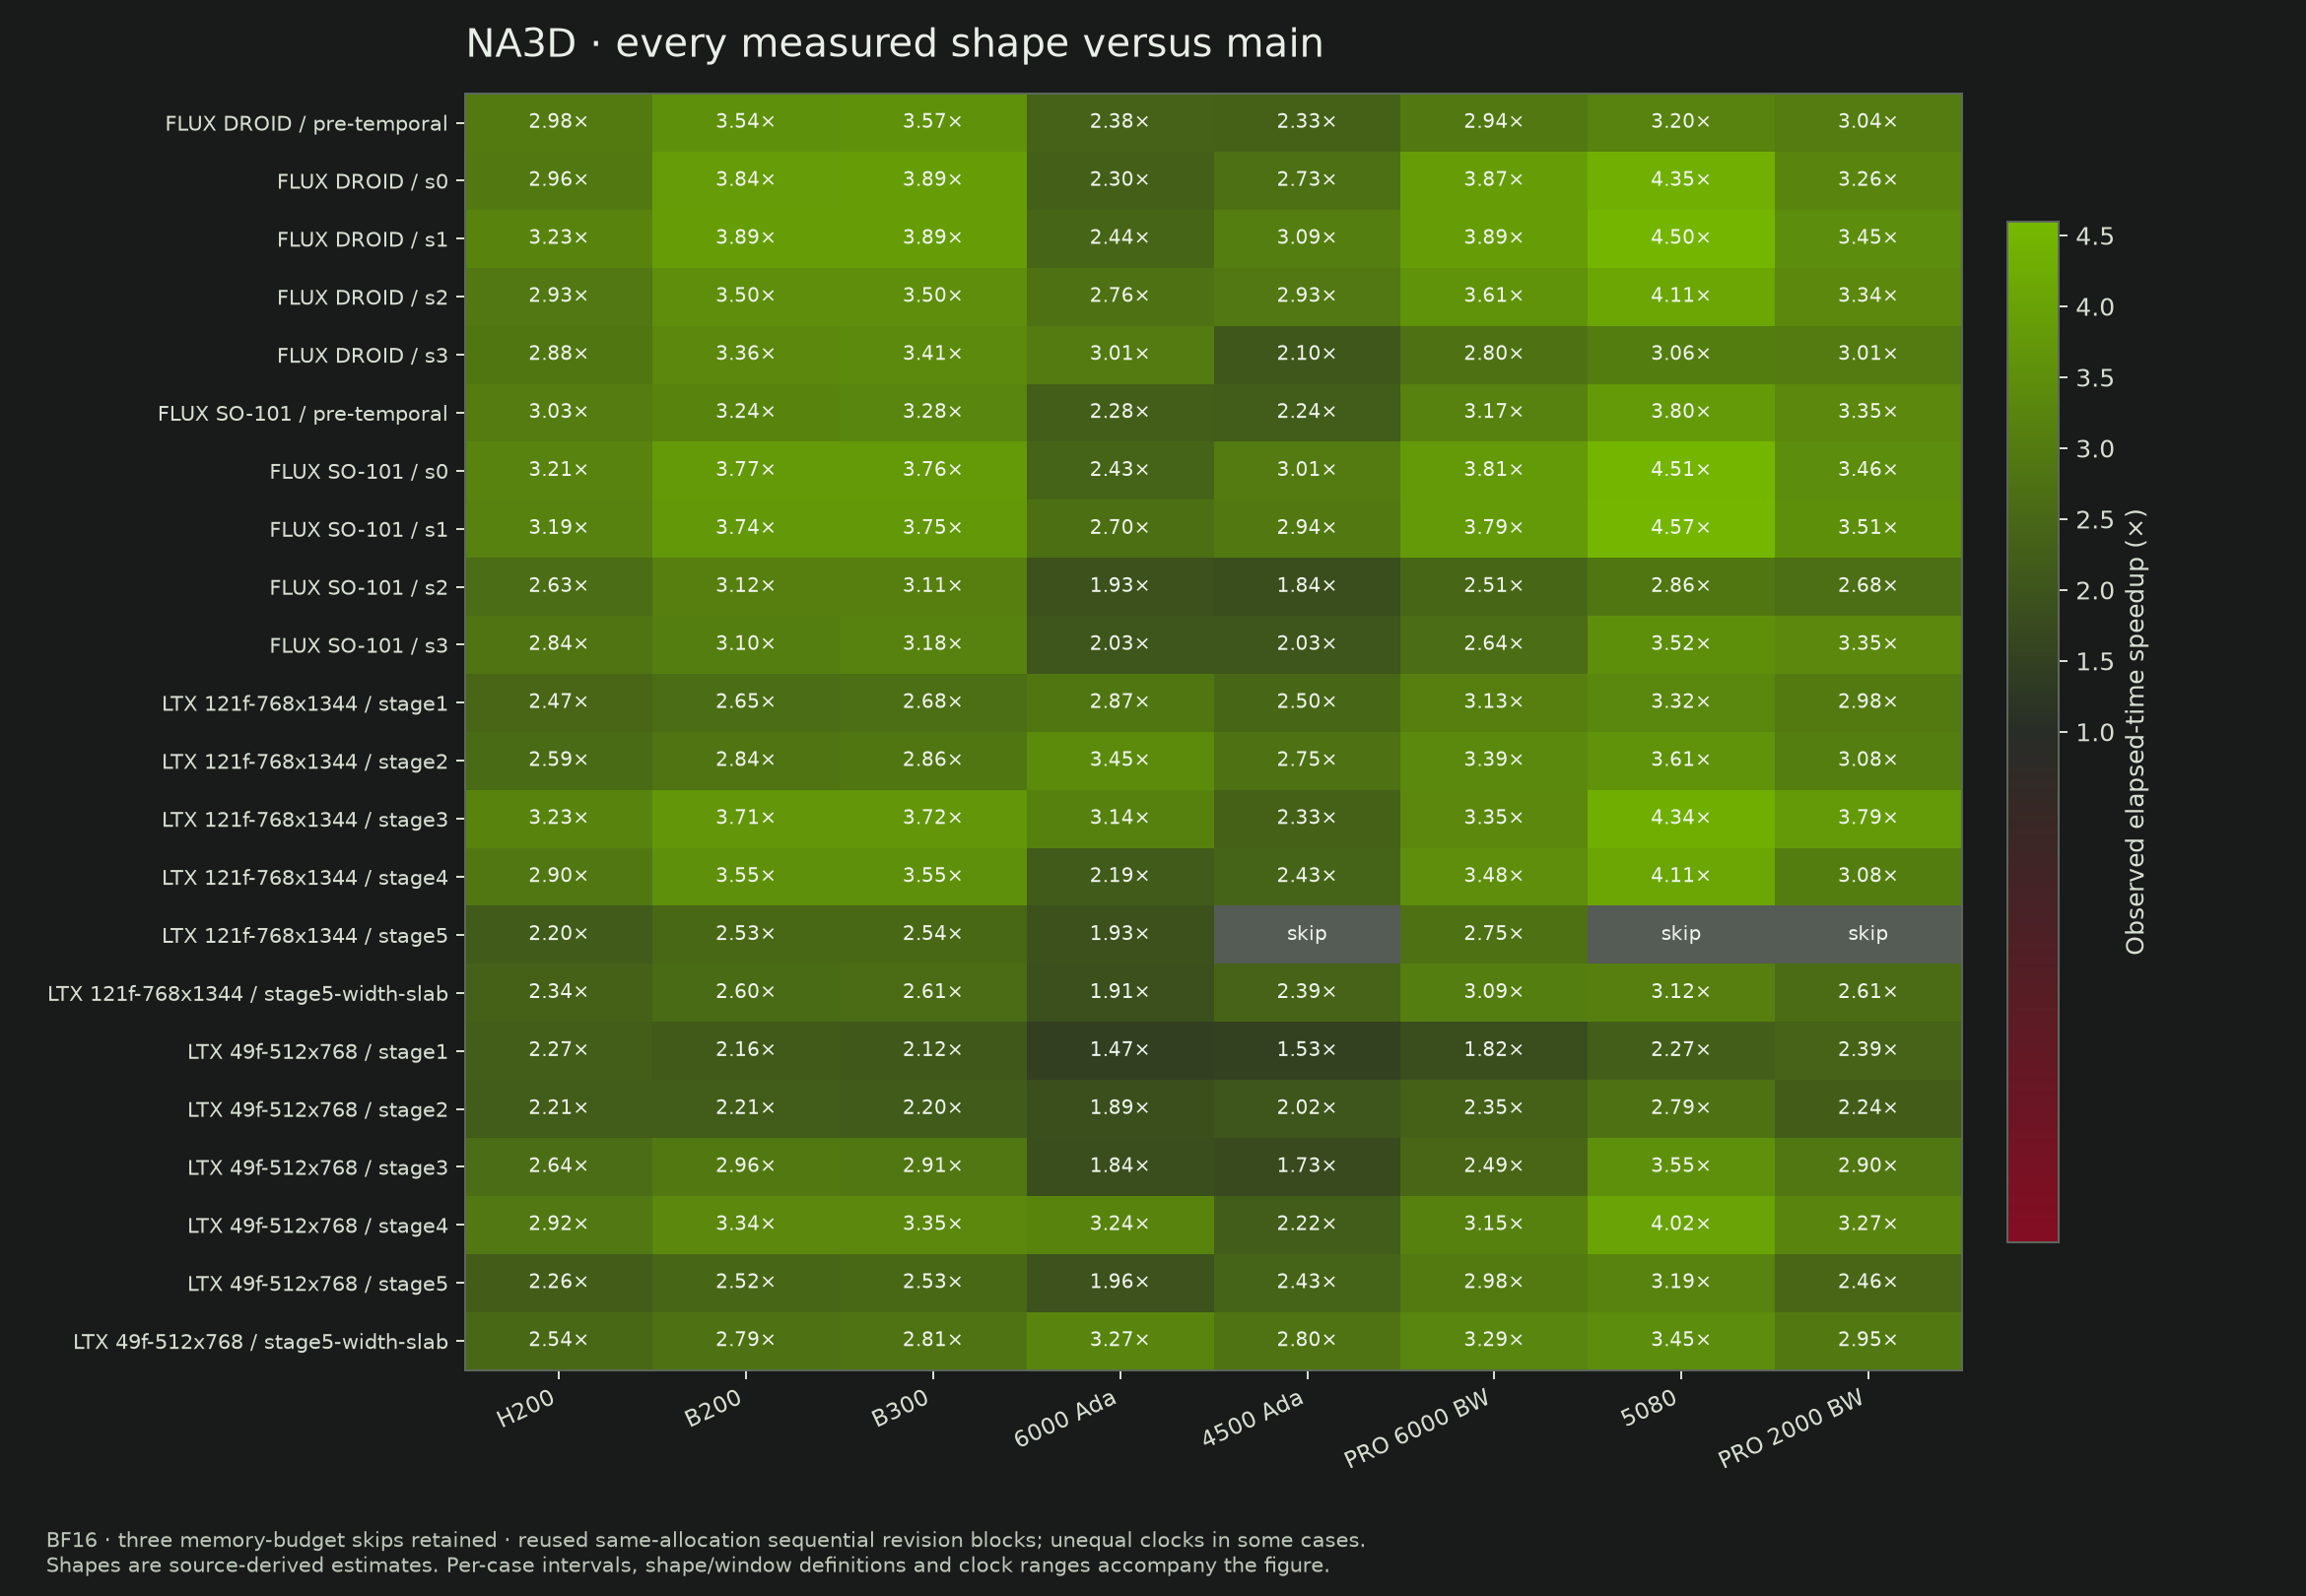 NA3D · every measured shape versus main
FLUX DROID / pre-temporal 2.98× 3.54× 3.57× 2.38× 2.33× 2.94× 3.20× 3.04×
FLUX DROID / s0 2.96× 3.84× 3.89× 2.30× 2.73× 3.87× 4.35× 3.26×
FLUX DROID / s1 3.23× 3.89× 3.89× 2.44× 3.09× 3.89× 4.50× 3.45×
FLUX DROID / s2 2.93× 3.50× 3.50× 2.76× 2.93× 3.61× 4.11× 3.34×
FLUX DROID / s3 2.88× 3.36× 3.41× 3.01× 2.10× 2.80× 3.06× 3.01×
FLUX SO-101 / pre-temporal 3.03× 3.24× 3.28× 2.28× 2.24× 3.17× 3.80× 3.35×
FLUX SO-101 / s0 3.21× 3.77× 3.76× 2.43× 3.01× 3.81× 4.51× 3.46×
FLUX SO-101 / s1 3.19× 3.74× 3.75× 2.70× 2.94× 3.79× 4.57× 3.51×
FLUX SO-101 / s2 2.63× 3.12× 3.11× 1.93× 1.84× 2.51× 2.86× 2.68×
FLUX SO-101 / s3 2.84× 3.10× 3.18× 2.03× 2.03× 2.64× 3.52× 3.35×
LTX 121f-768x1344 / stage1 2.47× 2.65× 2.68× 2.87× 2.50× 3.13× 3.32× 2.98×
LTX 121f-768x1344 / stage2 2.59× 2.84× 2.86× 3.45× 2.75× 3.39× 3.61× 3.08×
LTX 121f-768x1344 / stage3 3.23× 3.71× 3.72× 3.14× 2.33× 3.35× 4.34× 3.79×
LTX 121f-768x1344 / stage4 2.90× 3.55× 3.55× 2.19× 2.43× 3.48× 4.11× 3.08×
LTX 121f-768x1344 / stage5 2.20× 2.53× 2.54× 1.93× skip 2.75× skip skip
LTX 121f-768x1344 / stage5-width-slab 2.34× 2.60× 2.61× 1.91× 2.39× 3.09× 3.12× 2.61×
LTX 49f-512x768 / stage1 2.27× 2.16× 2.12× 1.47× 1.53× 1.82× 2.27× 2.39×
LTX 49f-512x768 / stage2 2.21× 2.21× 2.20× 1.89× 2.02× 2.35× 2.79× 2.24×
LTX 49f-512x768 / stage3 2.64× 2.96× 2.91× 1.84× 1.73× 2.49× 3.55× 2.90×
LTX 49f-512x768 / stage4 2.92× 3.34× 3.35× 3.24× 2.22× 3.15× 4.02× 3.27×
LTX 49f-512x768 / stage5 2.26× 2.52× 2.53× 1.96× 2.43× 2.98× 3.19× 2.46×
LTX 49f-512x768 / stage5-width-slab 2.54× 2.79× 2.81× 3.27× 2.80× 3.29× 3.45× 2.95×
H200 B200 B300 6000 Ada 4500 Ada PRO 6000 BW 5080 PRO 2000 BW
4.5
4.0
3.5
3.0
2.5
2.0
1.5
1.0
Observed elapsed-time speedup (×)
BF16 · three memory-budget skips retained · reused same-allocation sequential revision blocks; unequal clocks in some cases.
Shapes are source-derived estimates. Per-case intervals, shape/window definitions and clock ranges accompany the figure.